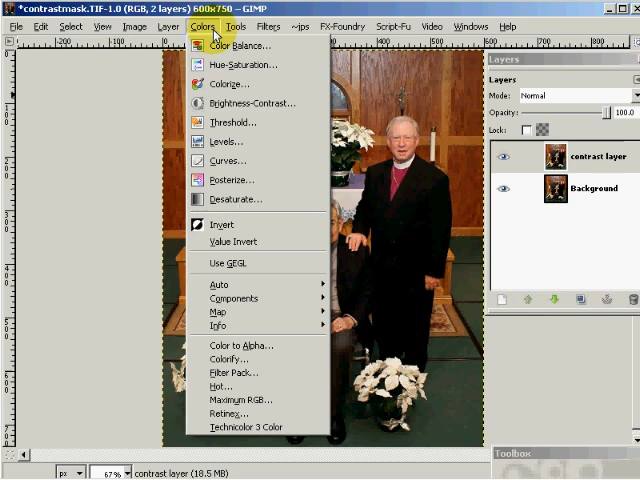 *contrastmask.TIF-1.0 (RGB, 2 layers) 600x750 – GIMP
File Edit Select View Image Layer Colors Tools Filters ~jps FX-Foundry Script-Fu Video Windows Help
-200 -100 0 500 600 700 800
Color Balance...
Hue-Saturation...
Colorize...
Brightness-Contrast...
Threshold...
Levels...
Curves...
Posterize...
Desaturate...
Invert
Value Invert
Use GEGL
Auto
Components
Map
Info
Color to Alpha...
Colorify...
Filter Pack...
Hot...
Maximum RGB...
Retinex...
Technicolor 3 Color
Layers
Layers
Mode: Normal
Opacity: 100.0
Lock:
contrast layer
Background
Toolbox
px 67% contrast layer (18.5 MB)